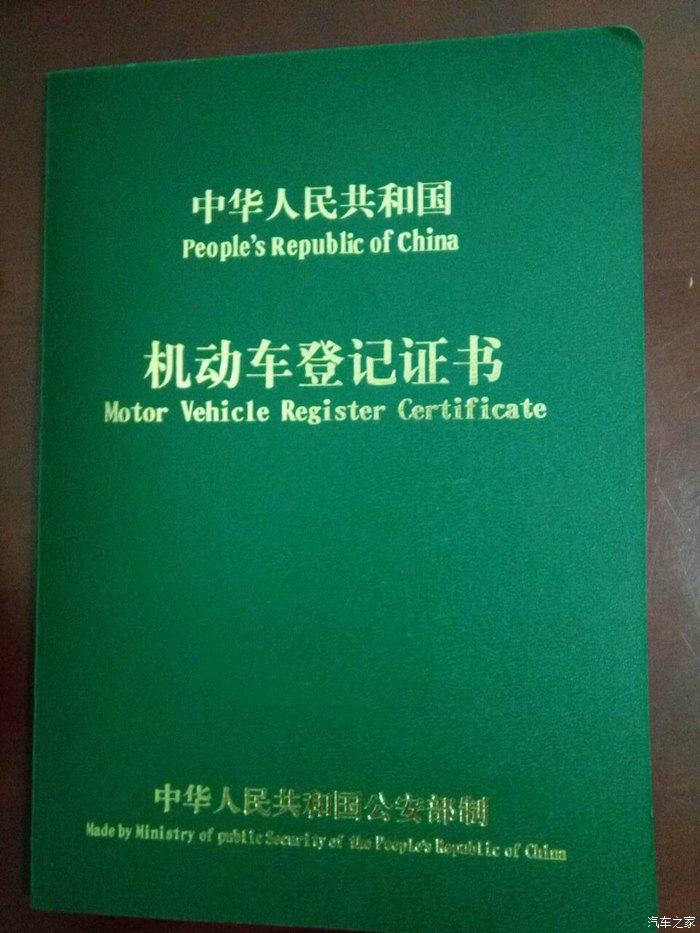 中华人民共和国
People's Republic of China
机动车登记证书
Motor Vehicle Register Certificate
中华人民共和国公安部制
Made by Ministry of public Security of the People's Republic of China
汽车之家